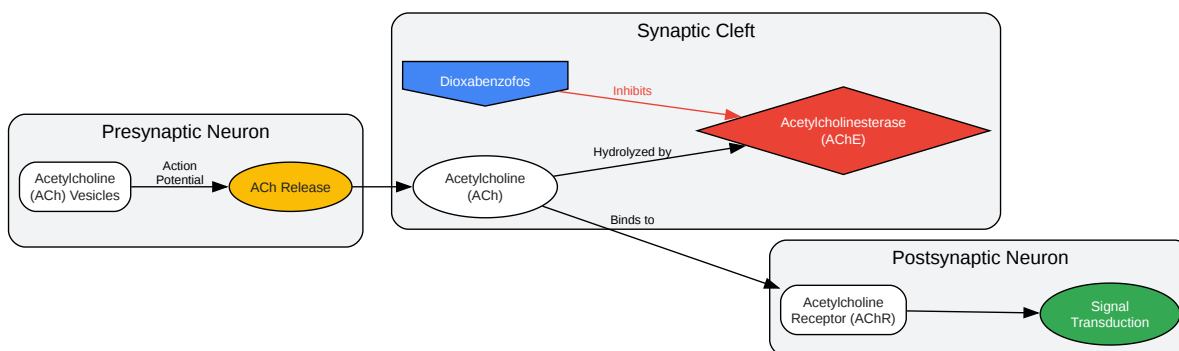 Synaptic Cleft
Dioxabenzofos
Inhibits
Acetylcholinesterase
(AChE)
Presynaptic Neuron
Acetylcholine
(ACh) Vesicles
Action
Potential
ACh Release
Acetylcholine
(ACh)
Hydrolyzed by
Binds to
Postsynaptic Neuron
Acetylcholine
Receptor (AChR)
Signal
Transduction